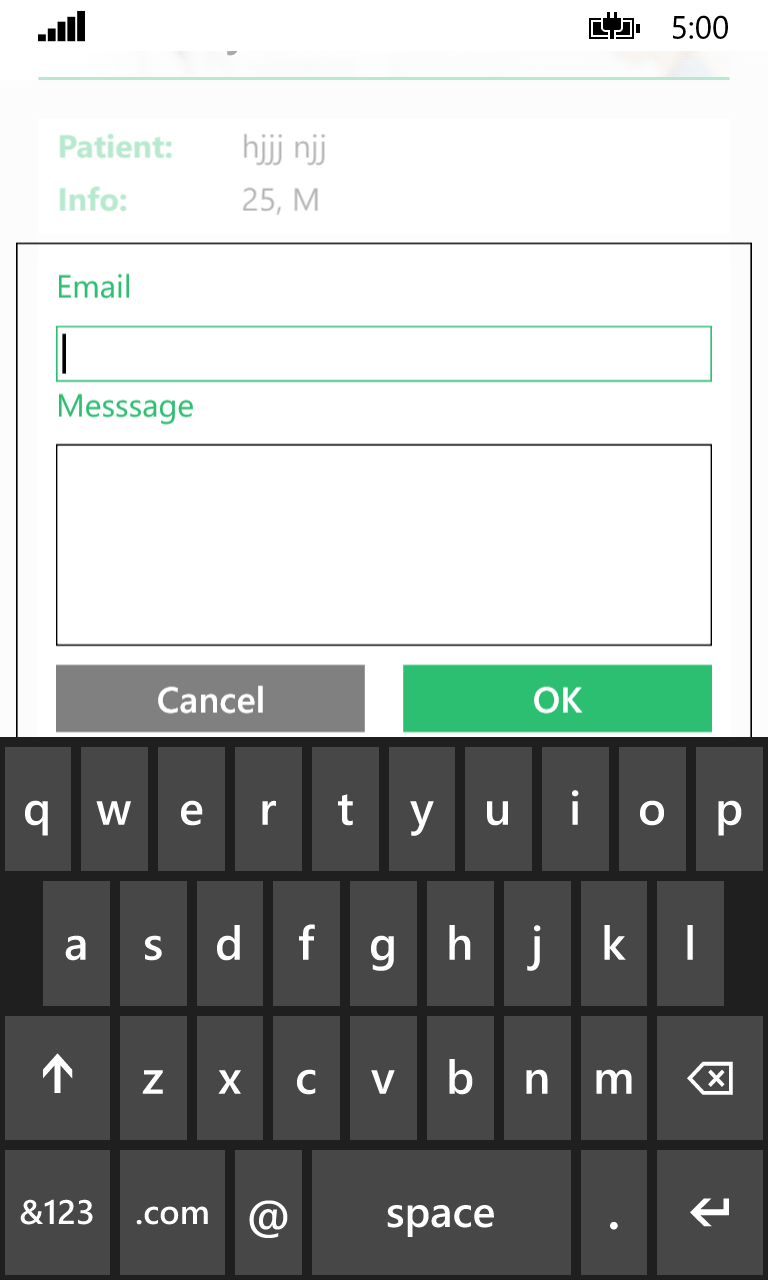 5:00
Patient: hjjj njj
Info: 25, M
Email
Messsage
Cancel OK
q w e r t y u i o p
a s d f g h j k l
z x c v b n m
&123 .com @ space .